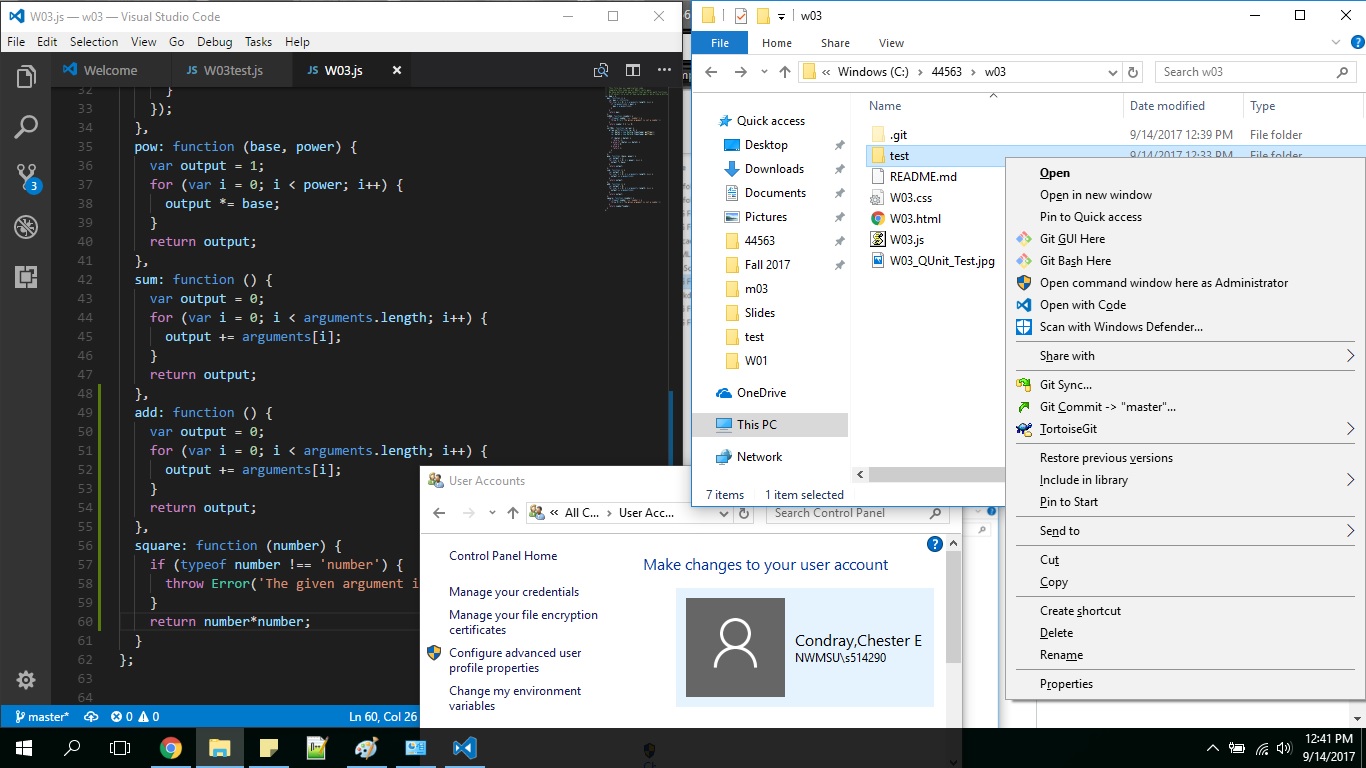 W03.js — w03 — Visual Studio Code
File Edit Selection View Go Debug Tasks Help
Welcome
JS W03test.js
JS W03.js
32 }
33 });
34 },
35 pow: function (base, power) {
36 var output = 1;
37 for (var i = 0; i < power; i++) {
38 output *= base;
39 }
40 return output;
41 },
42 sum: function () {
43 var output = 0;
44 for (var i = 0; i < arguments.length; i++) {
45 output += arguments[i];
46 }
47 return output;
48 },
49 add: function () {
50 var output = 0;
51 for (var i = 0; i < arguments.length; i++) {
52 output += arguments[i];
53 }
54 return output;
55 },
56 square: function (number) {
57 if (typeof number !== 'number') {
58 throw Error('The given argument i
59 }
60 return number*number;
61 }
62 };
63
64
3
master* 0 0 Ln 60, Col 26
w03
File Home Share View
« Windows (C:) > 44563 > w03
Search w03
Quick access
Desktop
Downloads
Documents
Pictures
44563
Fall 2017
m03
Slides
test
W01
OneDrive
This PC
Network
Name Date modified Type
.git 9/14/2017 12:39 PM File folder
test 9/14/2017 12:33 PM File folder
README.md
W03.css
W03.html
W03.js
W03_QUnit_Test.jpg
7 items 1 item selected
Open
Open in new window
Pin to Quick access
Git GUI Here
Git Bash Here
Open command window here as Administrator
Open with Code
Scan with Windows Defender...
Share with
Git Sync...
Git Commit -> "master"...
TortoiseGit
Restore previous versions
Include in library
Pin to Start
Send to
Cut
Copy
Create shortcut
Delete
Rename
Properties
User Accounts
« All C... > User Acc...
Search Control Panel
Control Panel Home
Manage your credentials
Manage your file encryption
certificates
Configure advanced user
profile properties
Change my environment
variables
Make changes to your user account
Condray,Chester E
NWMSU\s514290
12:41 PM
9/14/2017